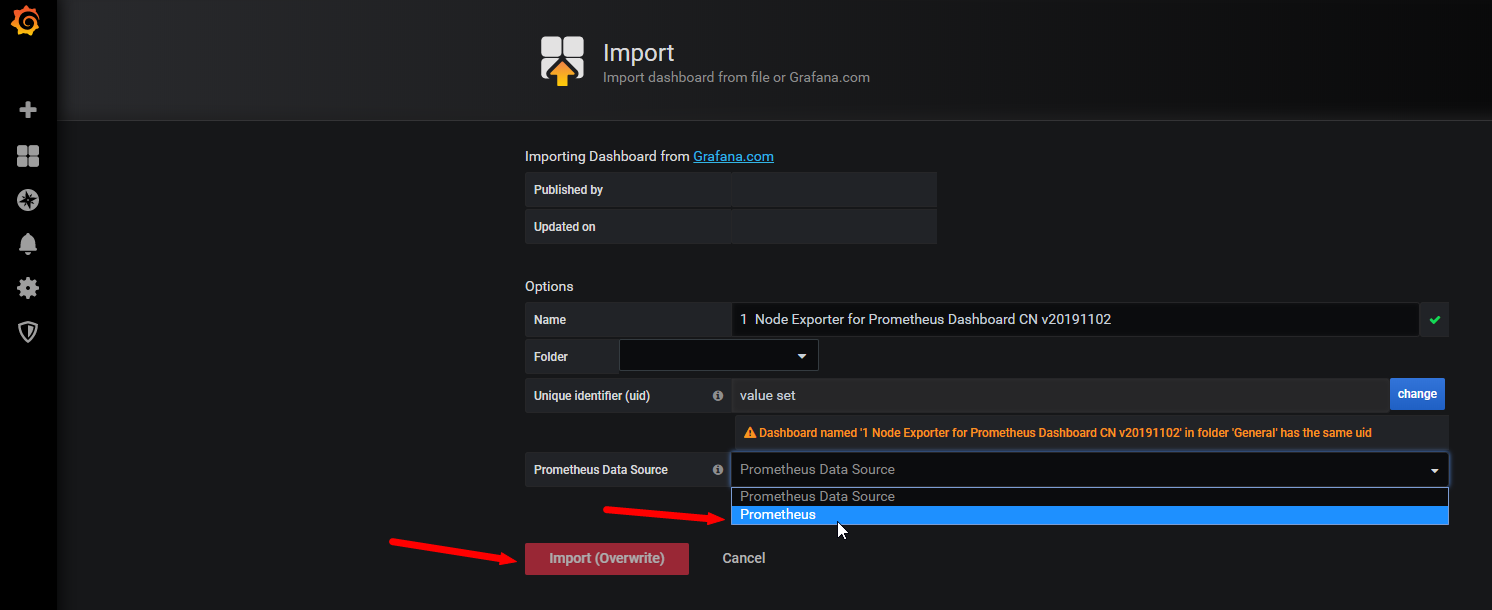 Import
Import dashboard from file or Grafana.com
Importing Dashboard from Grafana.com
Published by
Updated on
Options
Name 1 Node Exporter for Prometheus Dashboard CN v20191102
Folder
Unique identifier (uid) value set change
Dashboard named '1 Node Exporter for Prometheus Dashboard CN v20191102' in folder 'General' has the same uid
Prometheus Data Source Prometheus Data Source
Prometheus Data Source
Prometheus
Import (Overwrite) Cancel